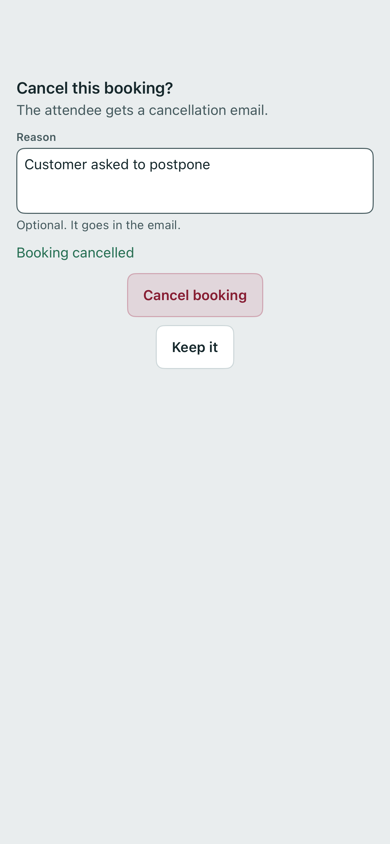 Cancel this booking?
The attendee gets a cancellation email.
Reason
Customer asked to postpone
Optional. It goes in the email.
Booking cancelled
Cancel booking
Keep it